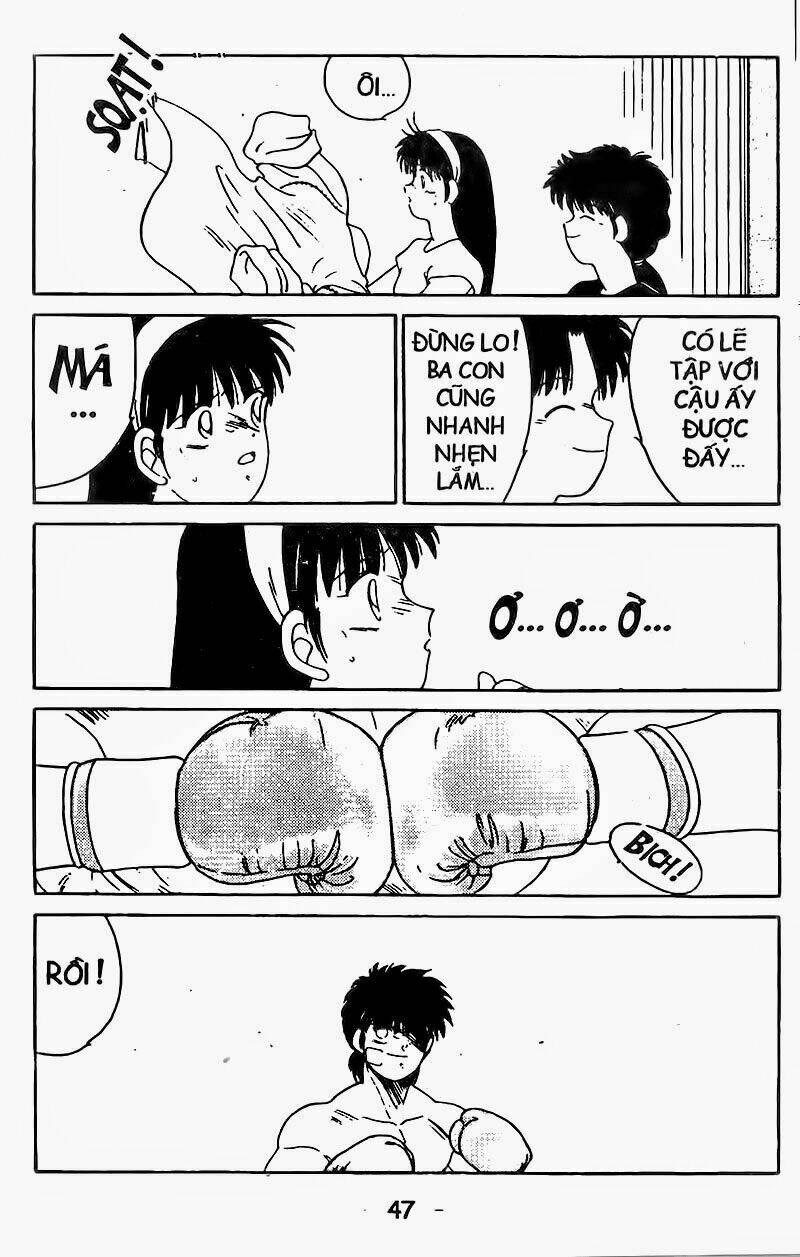 SOẠT!
ÔI...
MÁ
...
ĐỪNG LO!
BA CON
CŨNG
NHANH
NHẸN
LẮM...
CÓ LẼ
TẬP VỚI
CẬU ẤY
ĐƯỢC
ĐẤY...
Ơ... Ơ... Ờ...
BỊCH!
RỒI!
47 -